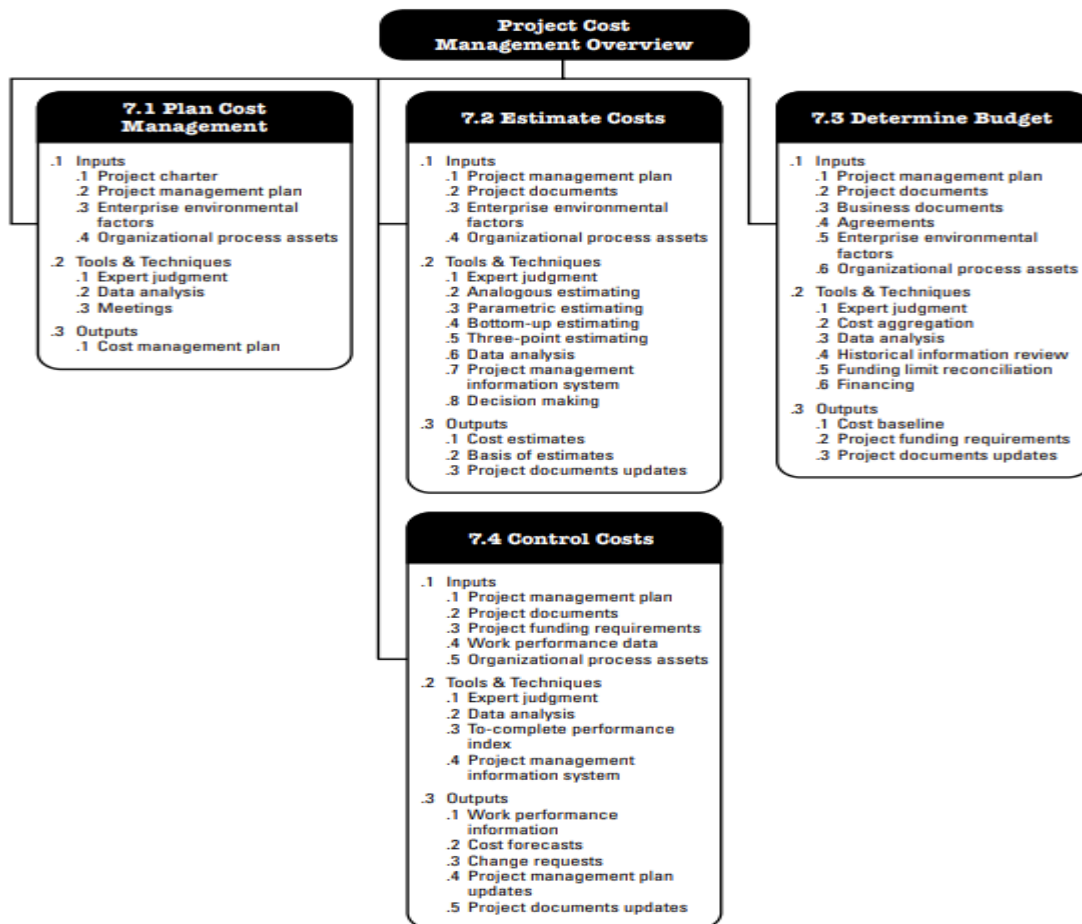 Project Cost
Management Overview
7.1 Plan Cost
Management
.1 Inputs
.1 Project charter
.2 Project management plan
.3 Enterprise environmental
factors
.4 Organizational process assets
.2 Tools & Techniques
.1 Expert judgment
.2 Data analysis
.3 Meetings
.3 Outputs
.1 Cost management plan
7.2 Estimate Costs
.1 Inputs
.1 Project management plan
.2 Project documents
.3 Enterprise environmental
factors
.4 Organizational process assets
.2 Tools & Techniques
.1 Expert judgment
.2 Analogous estimating
.3 Parametric estimating
.4 Bottom-up estimating
.5 Three-point estimating
.6 Data analysis
.7 Project management
information system
.8 Decision making
.3 Outputs
.1 Cost estimates
.2 Basis of estimates
.3 Project documents updates
7.3 Determine Budget
.1 Inputs
.1 Project management plan
.2 Project documents
.3 Business documents
.4 Agreements
.5 Enterprise environmental
factors
.6 Organizational process assets
.2 Tools & Techniques
.1 Expert judgment
.2 Cost aggregation
.3 Data analysis
.4 Historical information review
.5 Funding limit reconciliation
.6 Financing
.3 Outputs
.1 Cost baseline
.2 Project funding requirements
.3 Project documents updates
7.4 Control Costs
.1 Inputs
.1 Project management plan
.2 Project documents
.3 Project funding requirements
.4 Work performance data
.5 Organizational process assets
.2 Tools & Techniques
.1 Expert judgment
.2 Data analysis
.3 To-complete performance
index
.4 Project management
information system
.3 Outputs
.1 Work performance
information
.2 Cost forecasts
.3 Change requests
.4 Project management plan
updates
.5 Project documents updates